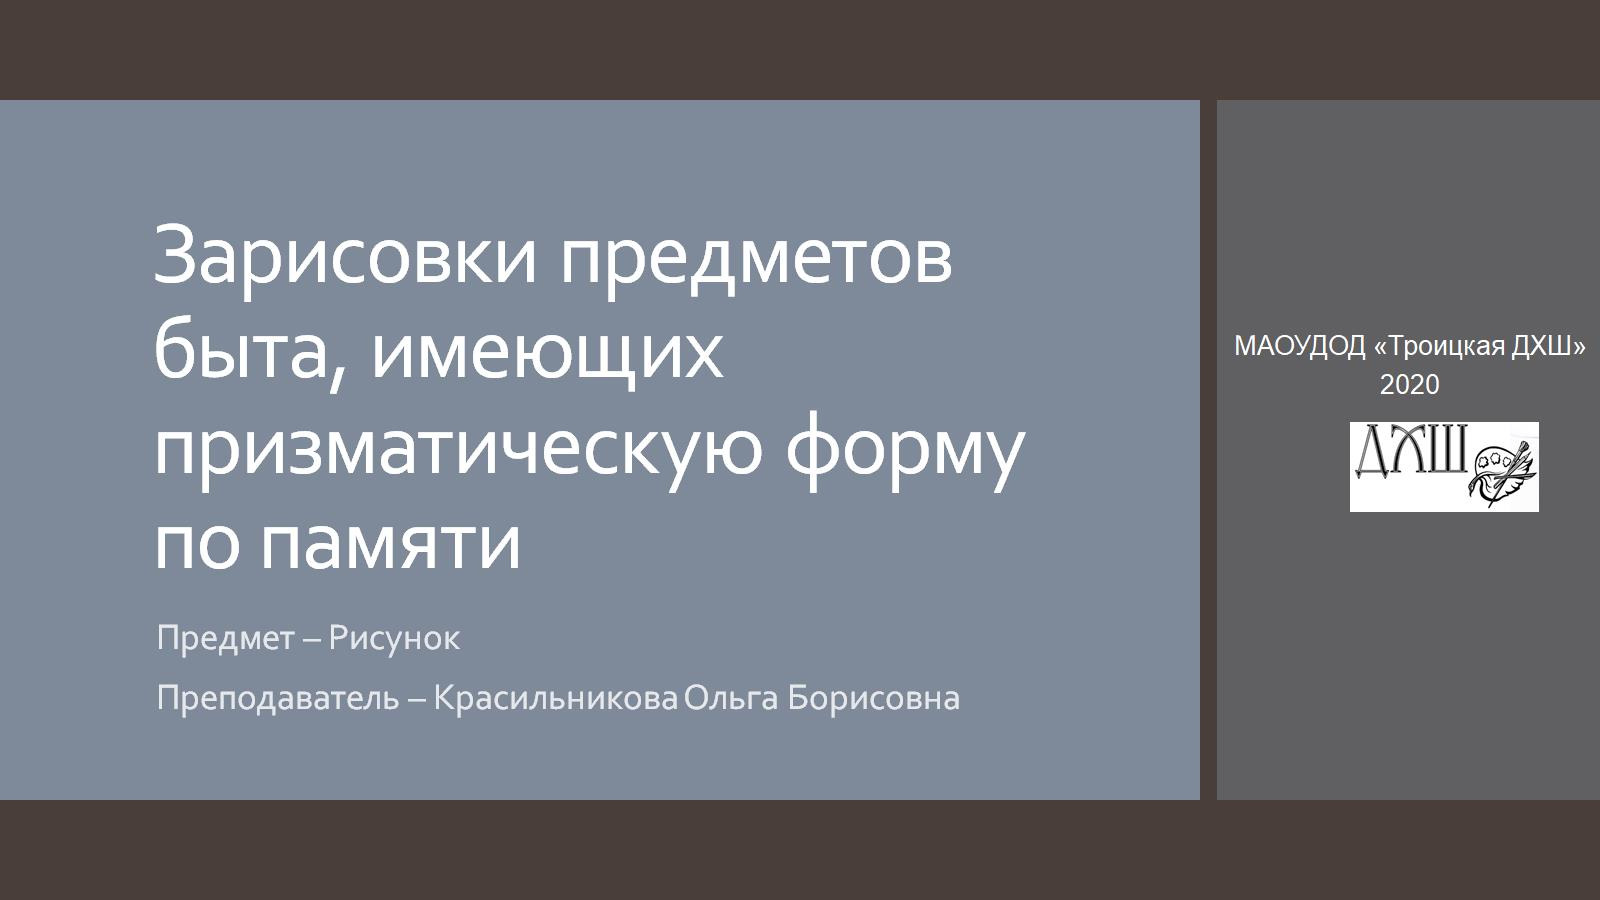 Зарисовки предметов
быта, имеющих
призматическую форму
по памяти
Предмет – Рисунок
Преподаватель – Красильникова Ольга Борисовна
МАОУДОД «Троицкая ДХШ»
2020
ДХШ